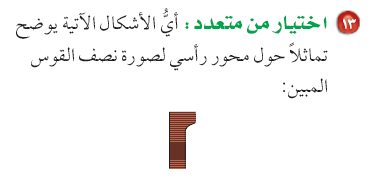 ١٣ اختيار من متعدد : أيُّ الأشكال الآتية يوضح
تماثلاً حول محور رأسي لصورة نصف القوس
المبين: